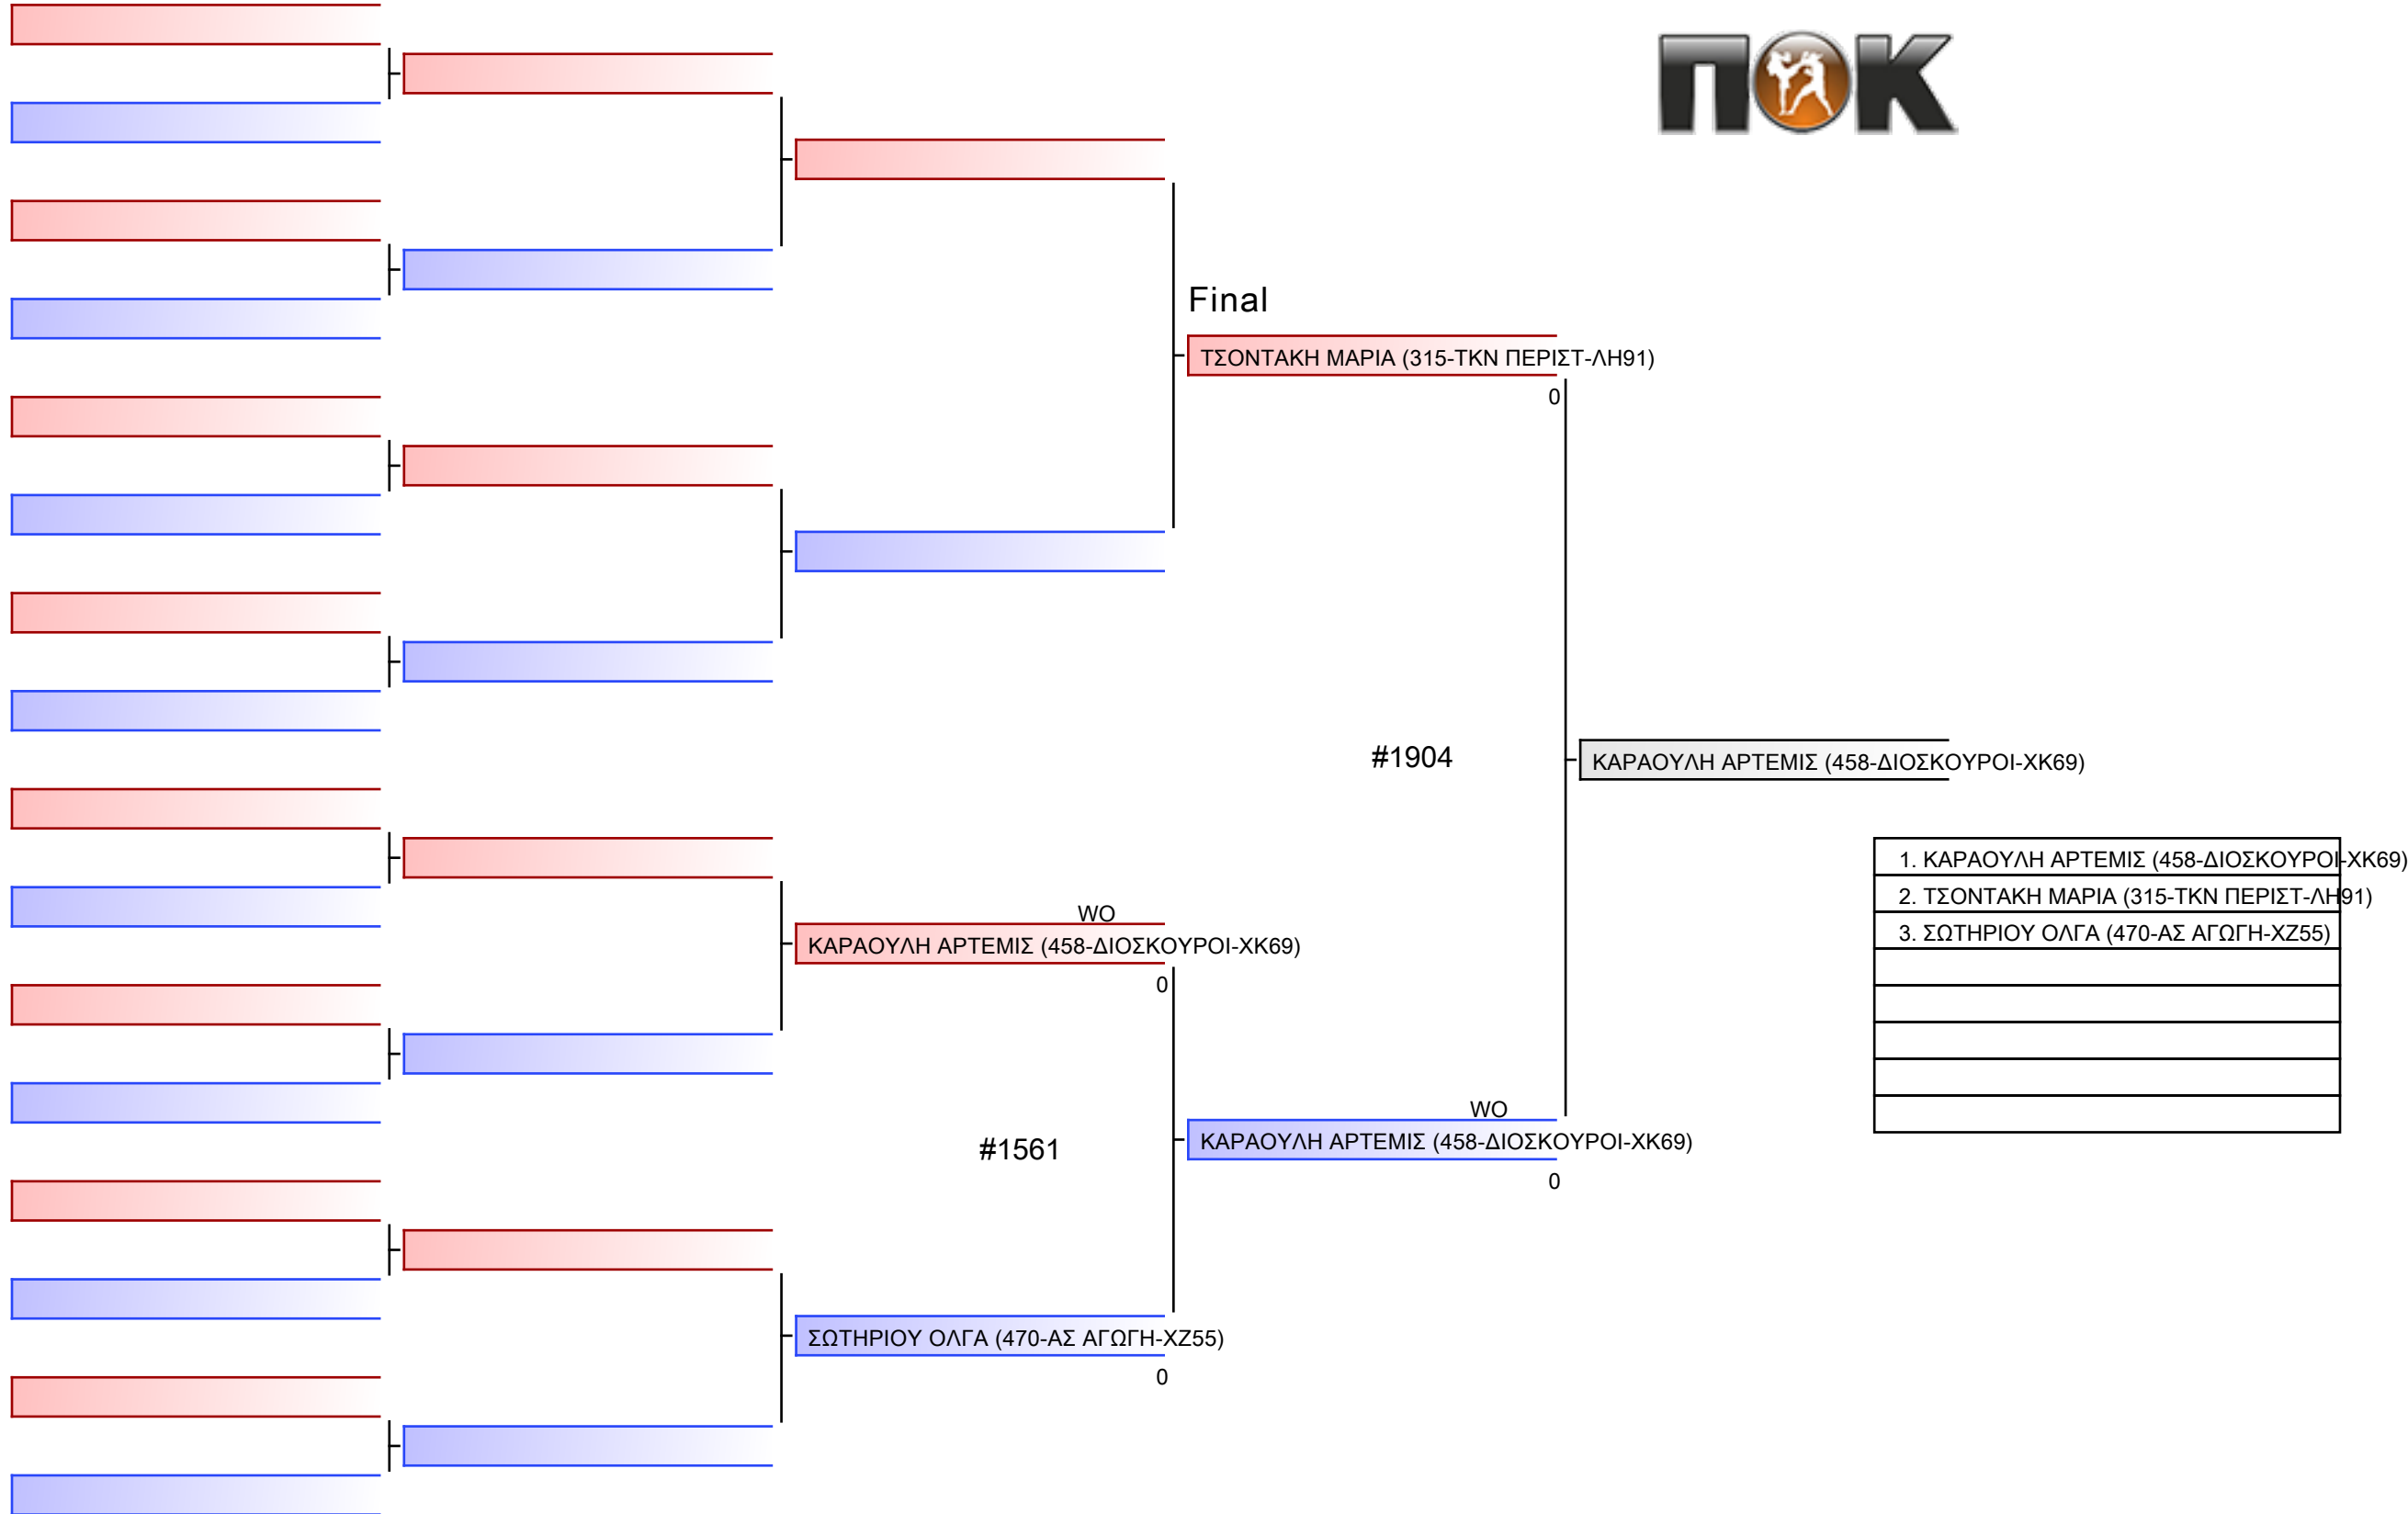 ΠΟΚ
Final
ΤΣΟΝΤΑΚΗ ΜΑΡΙΑ (315-ΤΚΝ ΠΕΡΙΣΤ-ΛΗ91)
0
#1904
ΚΑΡΑΟΥΛΗ ΑΡΤΕΜΙΣ (458-ΔΙΟΣΚΟΥΡΟΙ-ΧΚ69)
1. ΚΑΡΑΟΥΛΗ ΑΡΤΕΜΙΣ (458-ΔΙΟΣΚΟΥΡΟΙ-ΧΚ69)
2. ΤΣΟΝΤΑΚΗ ΜΑΡΙΑ (315-ΤΚΝ ΠΕΡΙΣΤ-ΛΗ91)
3. ΣΩΤΗΡΙΟΥ ΟΛΓΑ (470-ΑΣ ΑΓΩΓΗ-ΧΖ55)
WO
ΚΑΡΑΟΥΛΗ ΑΡΤΕΜΙΣ (458-ΔΙΟΣΚΟΥΡΟΙ-ΧΚ69)
0
WO
#1561
ΚΑΡΑΟΥΛΗ ΑΡΤΕΜΙΣ (458-ΔΙΟΣΚΟΥΡΟΙ-ΧΚ69)
0
ΣΩΤΗΡΙΟΥ ΟΛΓΑ (470-ΑΣ ΑΓΩΓΗ-ΧΖ55)
0